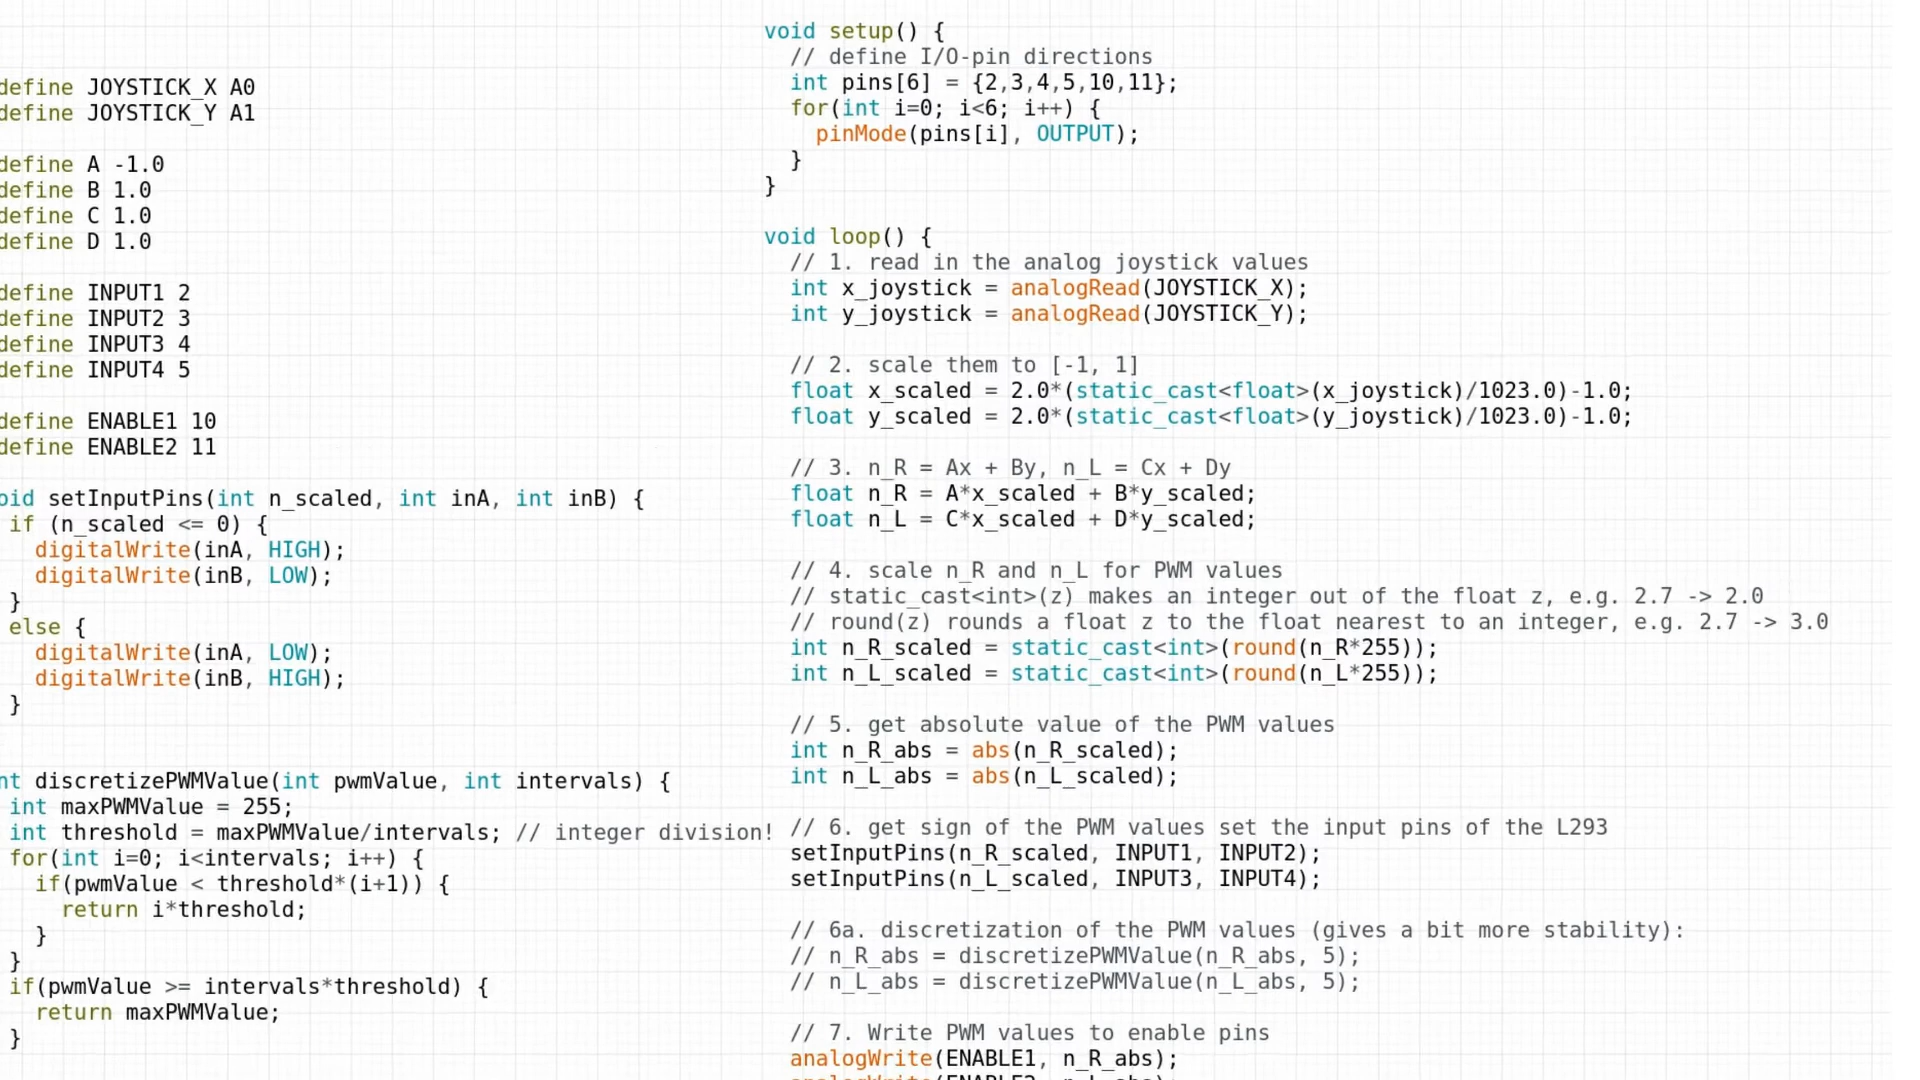 define JOYSTICK_X A0
define JOYSTICK_Y A1
define A -1.0
define B 1.0
define C 1.0
define D 1.0
define INPUT1 2
define INPUT2 3
define INPUT3 4
define INPUT4 5
define ENABLE1 10
define ENABLE2 11
oid setInputPins(int n_scaled, int inA, int inB) {
if (n_scaled <= 0) {
digitalWrite(inA, HIGH);
digitalWrite(inB, LOW);
}
else {
digitalWrite(inA, LOW);
digitalWrite(inB, HIGH);
}
nt discretizePWMValue(int pwmValue, int intervals) {
int maxPWMValue = 255;
int threshold = maxPWMValue/intervals; // integer division!
for(int i=0; i<intervals; i++) {
if(pwmValue < threshold*(i+1)) {
return i*threshold;
}
}
if(pwmValue >= intervals*threshold) {
return maxPWMValue;
}
void setup() {
// define I/O-pin directions
int pins[6] = {2,3,4,5,10,11};
for(int i=0; i<6; i++) {
pinMode(pins[i], OUTPUT);
}
}
void loop() {
// 1. read in the analog joystick values
int x_joystick = analogRead(JOYSTICK_X);
int y_joystick = analogRead(JOYSTICK_Y);
// 2. scale them to [-1, 1]
float x_scaled = 2.0*(static_cast<float>(x_joystick)/1023.0)-1.0;
float y_scaled = 2.0*(static_cast<float>(y_joystick)/1023.0)-1.0;
// 3. n_R = Ax + By, n_L = Cx + Dy
float n_R = A*x_scaled + B*y_scaled;
float n_L = C*x_scaled + D*y_scaled;
// 4. scale n_R and n_L for PWM values
// static_cast<int>(z) makes an integer out of the float z, e.g. 2.7 -> 2.0
// round(z) rounds a float z to the float nearest to an integer, e.g. 2.7 -> 3.0
int n_R_scaled = static_cast<int>(round(n_R*255));
int n_L_scaled = static_cast<int>(round(n_L*255));
// 5. get absolute value of the PWM values
int n_R_abs = abs(n_R_scaled);
int n_L_abs = abs(n_L_scaled);
// 6. get sign of the PWM values set the input pins of the L293
setInputPins(n_R_scaled, INPUT1, INPUT2);
setInputPins(n_L_scaled, INPUT3, INPUT4);
// 6a. discretization of the PWM values (gives a bit more stability):
// n_R_abs = discretizePWMValue(n_R_abs, 5);
// n_L_abs = discretizePWMValue(n_L_abs, 5);
// 7. Write PWM values to enable pins
analogWrite(ENABLE1, n_R_abs);